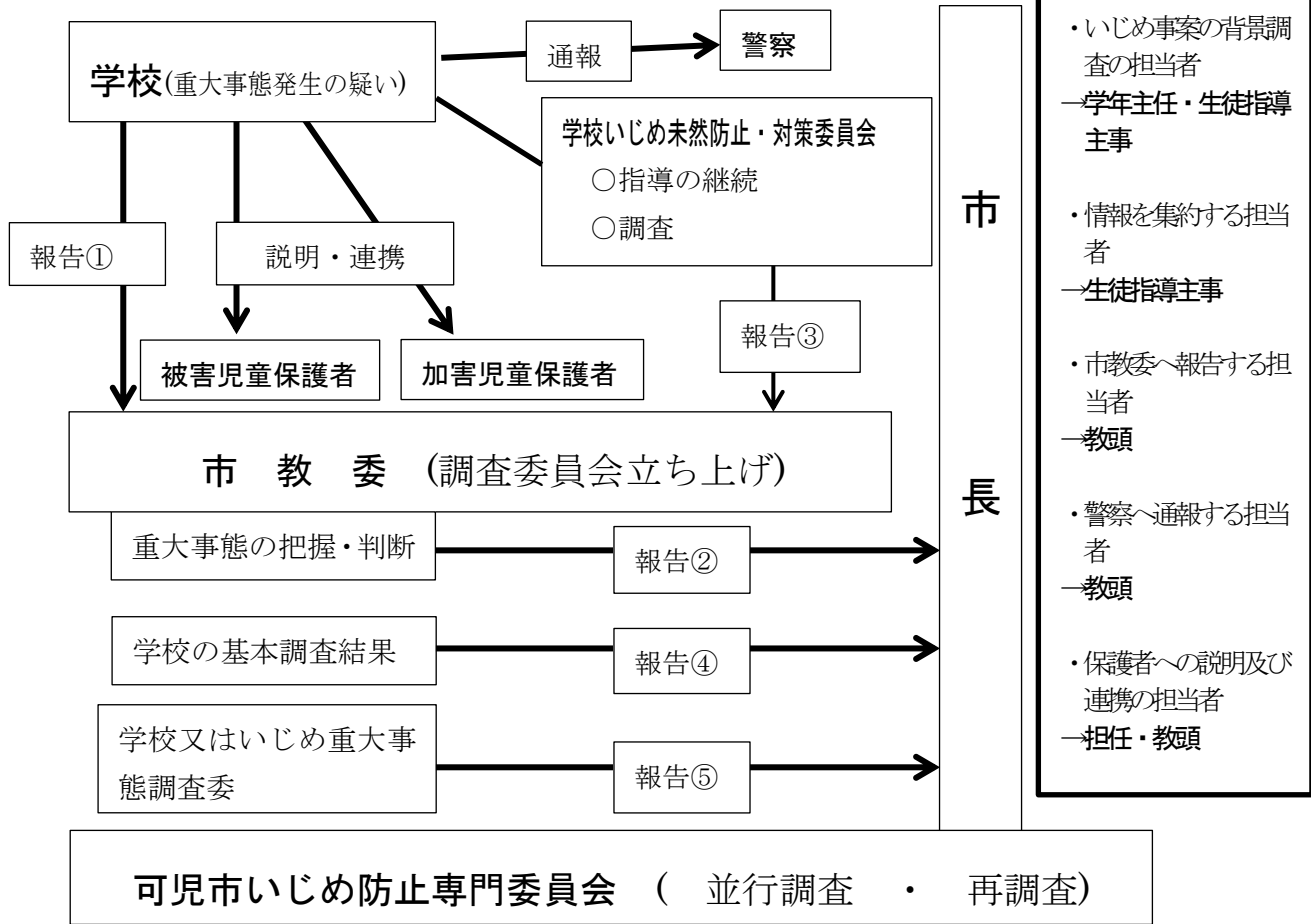 学校(重大事態発生の疑い)
通報
警察
学校いじめ未然防止・対策委員会
○指導の継続
○調査
報告①
説明・連携
報告③
被害児童保護者
加害児童保護者
市 教 委 (調査委員会立ち上げ)
重大事態の把握・判断
報告②
学校の基本調査結果
報告④
学校又はいじめ重大事
態調査委
報告⑤
市
長
可児市いじめ防止専門委員会 ( 並行調査 ・ 再調査)
・いじめ事案の背景調
査の担当者
→学年主任・生徒指導
主事
・情報を集約する担当
者
→生徒指導主事
・市教委へ報告する担
当者
→教頭
・警察へ通報する担当
者
→教頭
・保護者への説明及び
連携の担当者
→担任・教頭